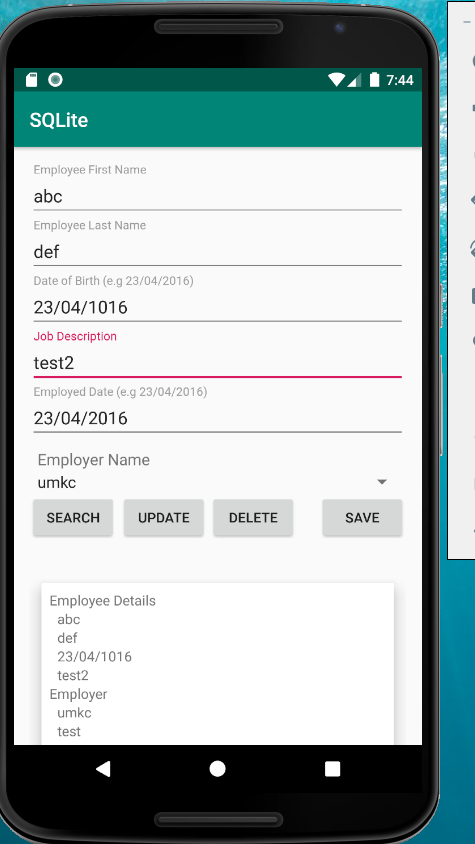 7:44
SQLite
Employee First Name
abc
Employee Last Name
def
Date of Birth (e.g 23/04/2016)
23/04/1016
Job Description
test2
Employed Date (e.g 23/04/2016)
23/04/2016
Employer Name
umkc
SEARCH UPDATE DELETE SAVE
Employee Details
abc
def
23/04/1016
test2
Employer
umkc
test